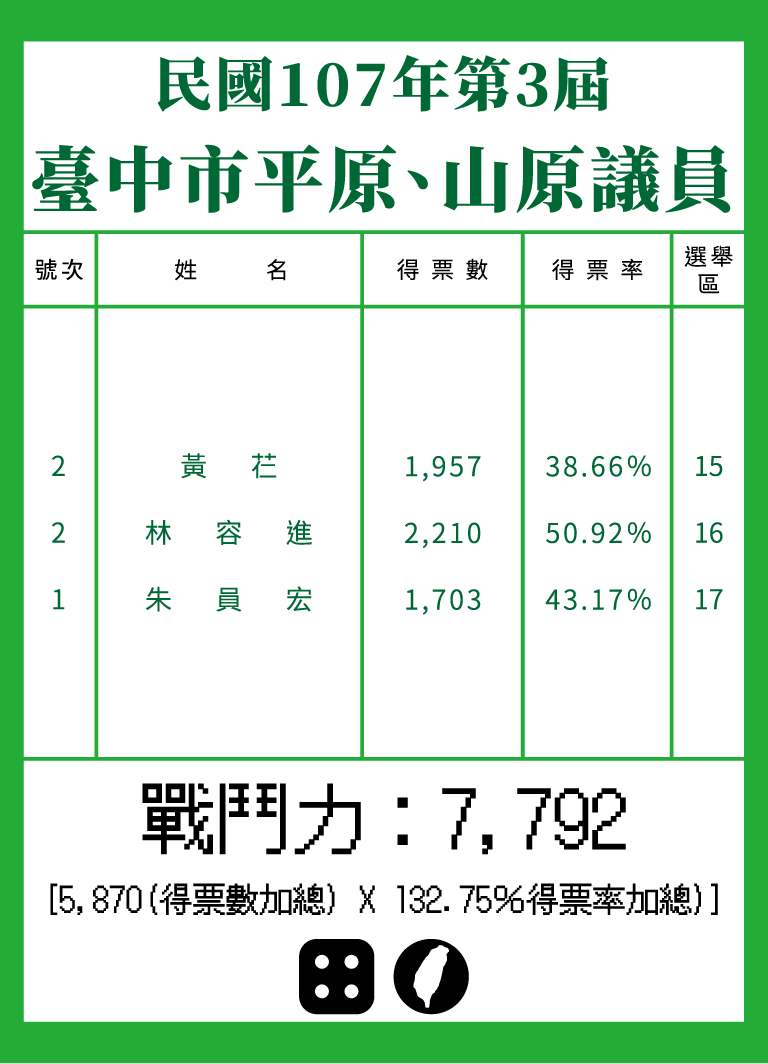 民國107年第3屆
臺中市平原、山原議員
號次 姓名 得票數 得票率 選舉區
2 黃芢 1,957 38.66% 15
2 林容進 2,210 50.92% 16
1 朱員宏 1,703 43.17% 17
戰鬥力：7,792
[5,870(得票數加總) X 132.75%得票率加總)]